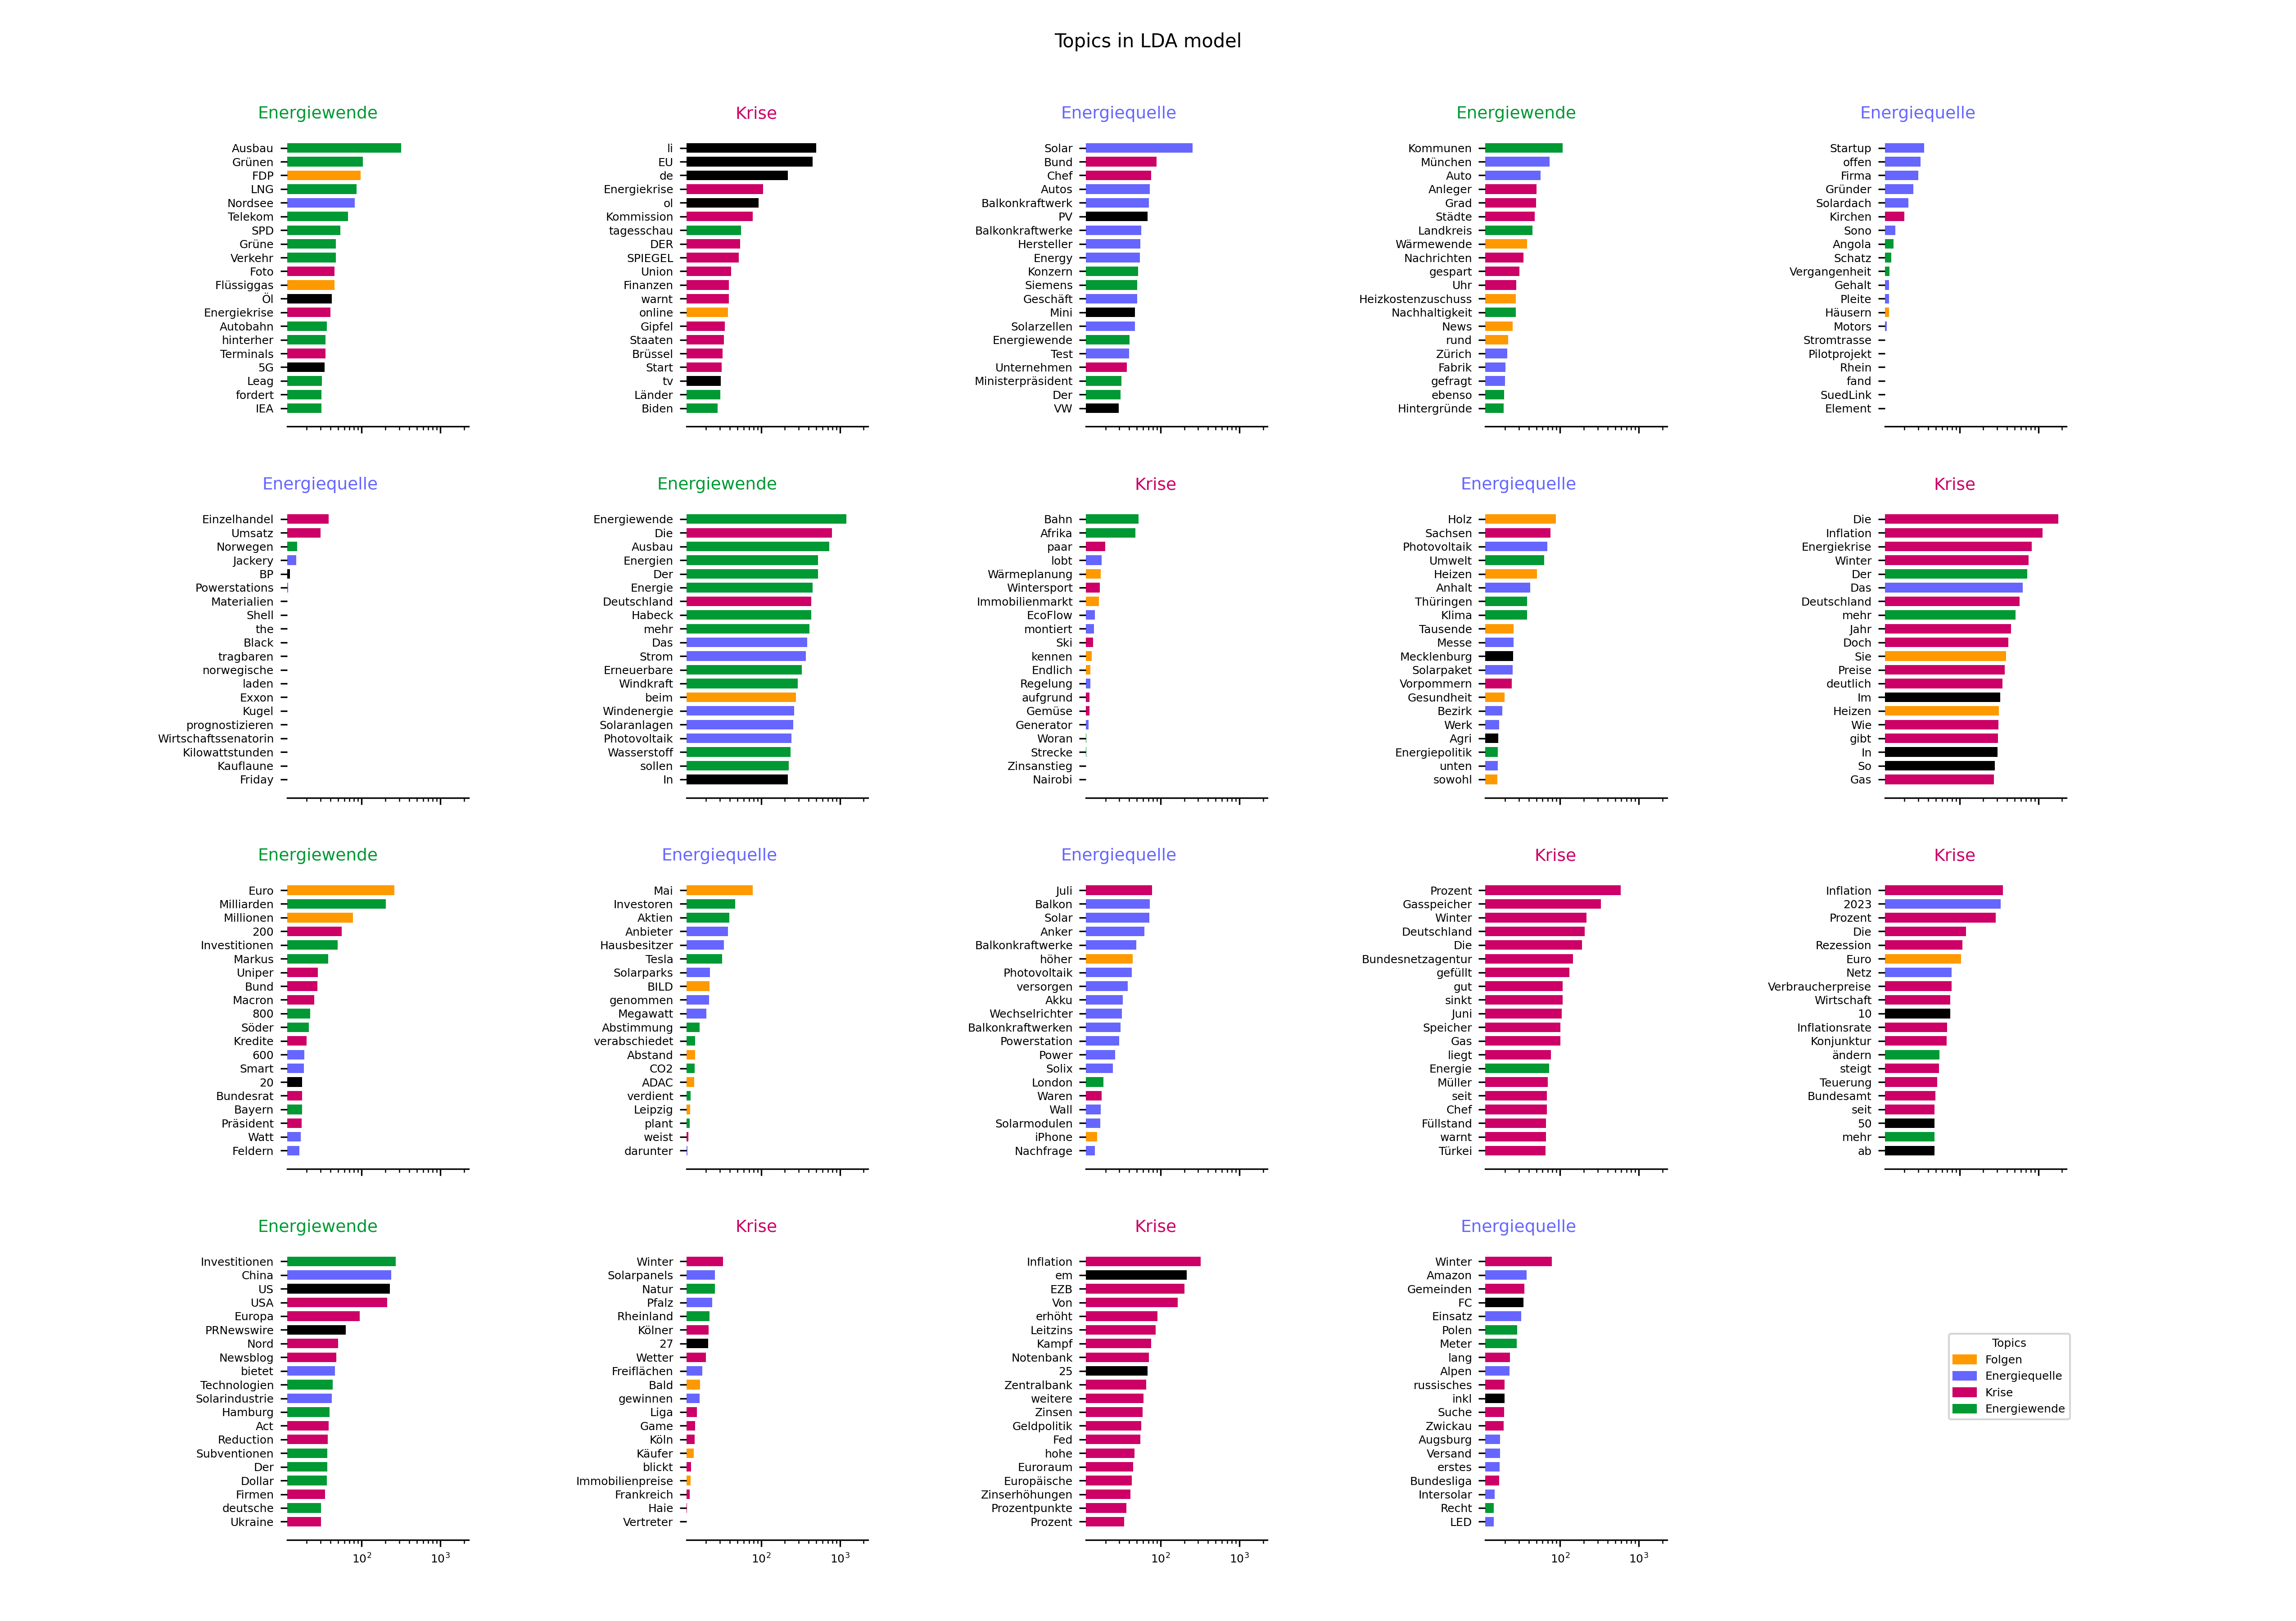 Topics in LDA model
Energiewende
Ausbau
Grünen
FDP
LNG
Nordsee
Telekom
SPD
Grüne
Verkehr
Foto
Flüssiggas
Öl
Energiekrise
Autobahn
hinterher
Terminals
5G
Leag
fordert
IEA
Krise
li
EU
de
Energiekrise
ol
Kommission
tagesschau
DER
SPIEGEL
Union
Finanzen
warnt
online
Gipfel
Staaten
Brüssel
Start
tv
Länder
Biden
Energiequelle
Solar
Bund
Chef
Autos
Balkonkraftwerk
PV
Balkonkraftwerke
Hersteller
Energy
Konzern
Siemens
Geschäft
Mini
Solarzellen
Energiewende
Test
Unternehmen
Ministerpräsident
Der
VW
Energiewende
Kommunen
München
Auto
Anleger
Grad
Städte
Landkreis
Wärmewende
Nachrichten
gespart
Uhr
Heizkostenzuschuss
Nachhaltigkeit
News
rund
Zürich
Fabrik
gefragt
ebenso
Hintergründe
Energiequelle
Startup
offen
Firma
Gründer
Solardach
Kirchen
Sono
Angola
Schatz
Vergangenheit
Gehalt
Pleite
Häusern
Motors
Stromtrasse
Pilotprojekt
Rhein
fand
SuedLink
Element
Energiequelle
Einzelhandel
Umsatz
Norwegen
Jackery
BP
Powerstations
Materialien
Shell
the
Black
tragbaren
norwegische
laden
Exxon
Kugel
prognostizieren
Wirtschaftssenatorin
Kilowattstunden
Kauflaune
Friday
Energiewende
Energiewende
Die
Ausbau
Energien
Der
Energie
Deutschland
Habeck
mehr
Das
Strom
Erneuerbare
Windkraft
beim
Windenergie
Solaranlagen
Photovoltaik
Wasserstoff
sollen
In
Krise
Bahn
Afrika
paar
lobt
Wärmeplanung
Wintersport
Immobilienmarkt
EcoFlow
montiert
Ski
kennen
Endlich
Regelung
aufgrund
Gemüse
Generator
Woran
Strecke
Zinsanstieg
Nairobi
Energiequelle
Holz
Sachsen
Photovoltaik
Umwelt
Heizen
Anhalt
Thüringen
Klima
Tausende
Messe
Mecklenburg
Solarpaket
Vorpommern
Gesundheit
Bezirk
Werk
Agri
Energiepolitik
unten
sowohl
Krise
Die
Inflation
Energiekrise
Winter
Der
Das
Deutschland
mehr
Jahr
Doch
Sie
Preise
deutlich
Im
Heizen
Wie
gibt
In
So
Gas
Energiewende
Euro
Milliarden
Millionen
200
Investitionen
Markus
Uniper
Bund
Macron
800
Söder
Kredite
600
Smart
20
Bundesrat
Bayern
Präsident
Watt
Feldern
Energiequelle
Mai
Investoren
Aktien
Anbieter
Hausbesitzer
Tesla
Solarparks
BILD
genommen
Megawatt
Abstimmung
verabschiedet
Abstand
CO2
ADAC
verdient
Leipzig
plant
weist
darunter
Energiequelle
Juli
Balkon
Solar
Anker
Balkonkraftwerke
höher
Photovoltaik
versorgen
Akku
Wechselrichter
Balkonkraftwerken
Powerstation
Power
Solix
London
Waren
Wall
Solarmodulen
iPhone
Nachfrage
Krise
Prozent
Gasspeicher
Winter
Deutschland
Die
Bundesnetzagentur
gefüllt
gut
sinkt
Juni
Speicher
Gas
liegt
Energie
Müller
seit
Chef
Füllstand
warnt
Türkei
Krise
Inflation
2023
Prozent
Die
Rezession
Euro
Netz
Verbraucherpreise
Wirtschaft
10
Inflationsrate
Konjunktur
ändern
steigt
Teuerung
Bundesamt
seit
50
mehr
ab
Energiewende
Investitionen
China
US
USA
Europa
PRNewswire
Nord
Newsblog
bietet
Technologien
Solarindustrie
Hamburg
Act
Reduction
Subventionen
Der
Dollar
Firmen
deutsche
Ukraine
10² 10³
Krise
Winter
Solarpanels
Natur
Pfalz
Rheinland
Kölner
27
Wetter
Freiflächen
Bald
gewinnen
Liga
Game
Köln
Käufer
blickt
Immobilienpreise
Frankreich
Haie
Vertreter
10² 10³
Krise
Inflation
em
EZB
Von
erhöht
Leitzins
Kampf
Notenbank
25
Zentralbank
weitere
Zinsen
Geldpolitik
Fed
hohe
Euroraum
Europäische
Zinserhöhungen
Prozentpunkte
Prozent
10² 10³
Energiequelle
Winter
Amazon
Gemeinden
FC
Einsatz
Polen
Meter
lang
Alpen
russisches
inkl
Suche
Zwickau
Augsburg
Versand
erstes
Bundesliga
Intersolar
Recht
LED
10² 10³
Topics
Folgen
Energiequelle
Krise
Energiewende